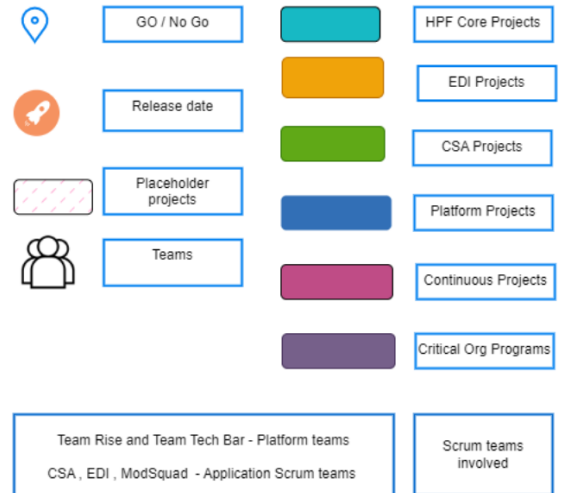 GO / No Go
HPF Core Projects
EDI Projects
Release date
CSA Projects
Placeholder
projects
Platform Projects
Teams
Continuous Projects
Critical Org Programs
Team Rise and Team Tech Bar - Platform teams
CSA , EDI , ModSquad - Application Scrum teams
Scrum teams
involved